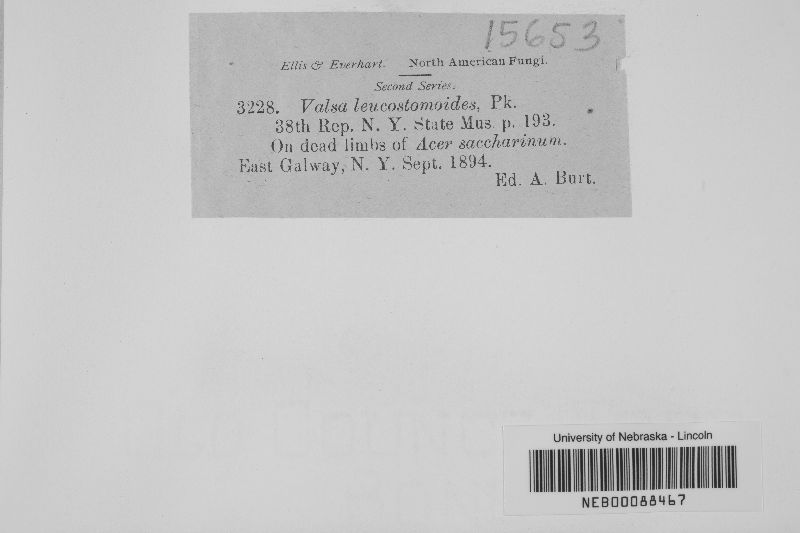 15653
Ellis & Everhart. North American Fungi.
Second Series.
3228. Valsa leucostomoides, Pk.
38th Rep. N. Y. State Mus. p. 193.
On dead limbs of Acer saccharinum.
East Galway, N. Y. Sept. 1894.
Ed. A. Burt.
University of Nebraska - Lincoln
NEB00088467